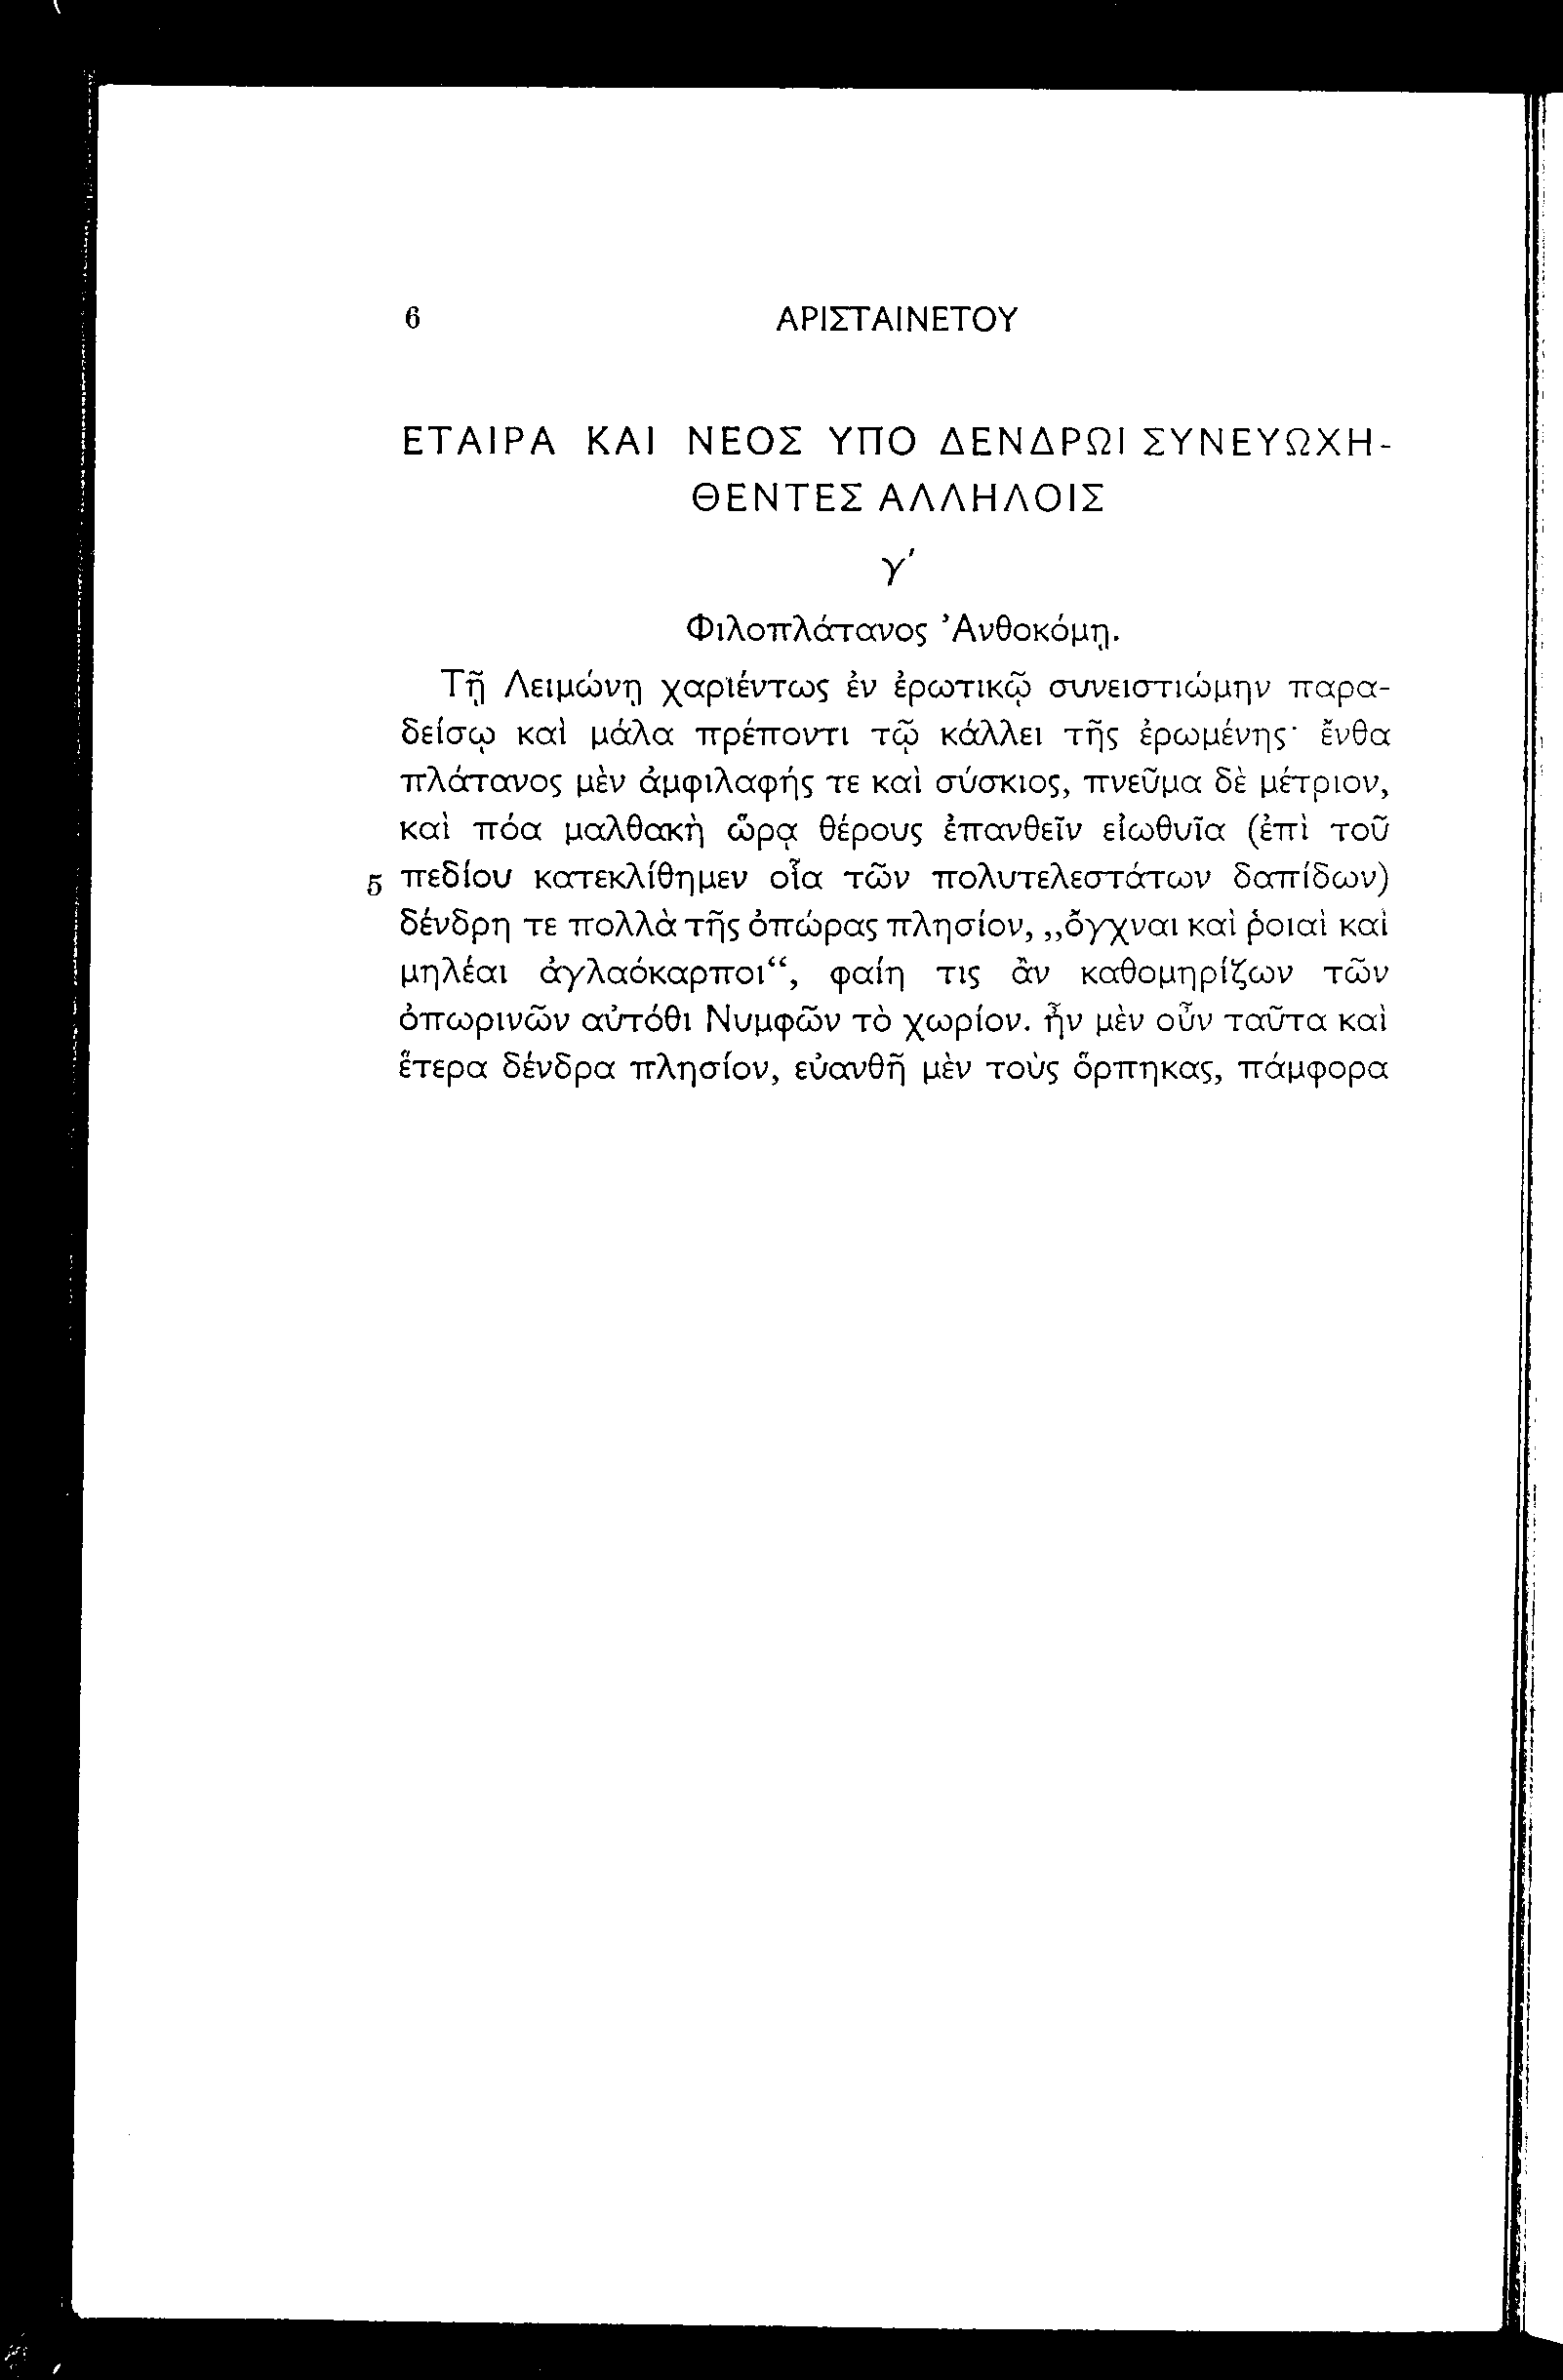 6 ΑΡΙΣΤΑΙΝΕΤΟΥ
ΕΤΑΙΡΑ ΚΑΙ ΝΕΟΣ ΥΠΟ ΔΕΝΔΡΩΙ ΣΥΝΕΥΩΧΗ-
ΘΕΝΤΕΣ ΑΛΛΗΛΟΙΣ
γ′
Φιλοπλάτανος Ἀνθοκόμῃ.
Τῇ Λειμώνῃ χαριέντως ἐν ἐρωτικῷ συνειστιώμην παρα-
δείσῳ καὶ μάλα πρέποντι τῷ κάλλει τῆς ἐρωμένης· ἔνθα
πλάτανος μὲν ἀμφιλαφής τε καὶ σύσκιος, πνεῦμα δὲ μέτριον,
καὶ πόα μαλθακὴ ὥρᾳ θέρους ἐπανθεῖν εἰωθυῖα (ἐπὶ τοῦ
5 πεδίου κατεκλίθημεν οἷα τῶν πολυτελεστάτων δαπίδων)
δένδρη τε πολλὰ τῆς ὀπώρας πλησίον, „ὄγχναι καὶ ῥοιαὶ καὶ
μηλέαι ἀγλαόκαρποι“, φαίη τις ἂν καθομηρίζων τῶν
ὀπωρινῶν αὐτόθι Νυμφῶν τὸ χωρίον. ἦν μὲν οὖν ταῦτα καὶ
ἕτερα δένδρα πλησίον, εὐανθῆ μὲν τοὺς ὅρπηκας, πάμφορα